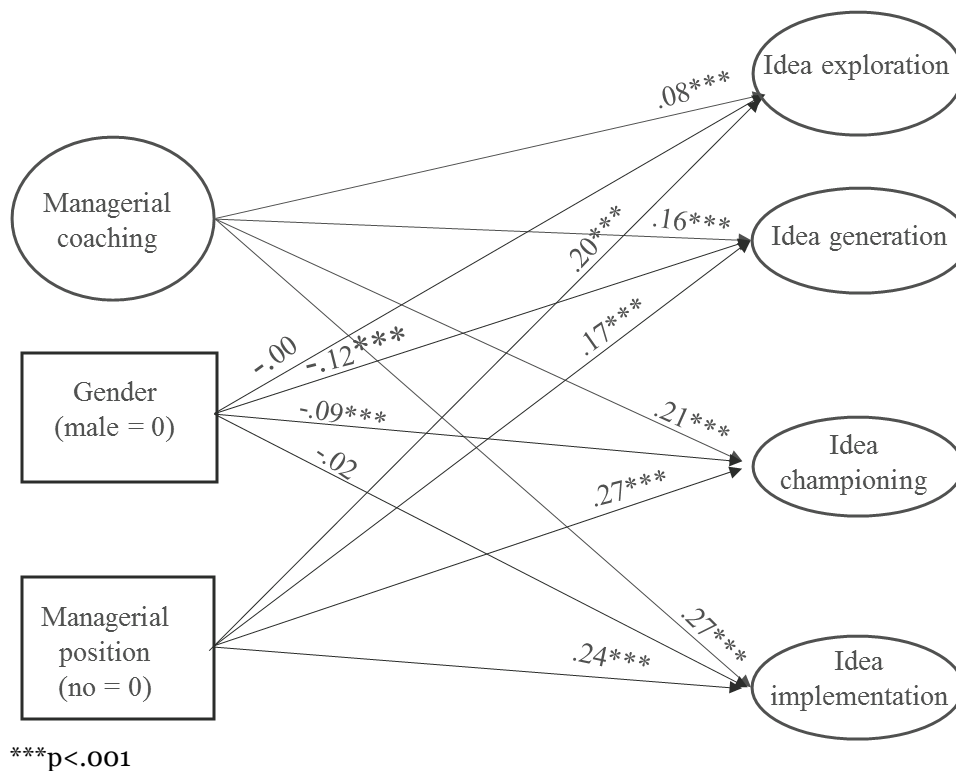 Idea exploration
.08***
Managerial
coaching
.16***
Idea generation
.20***
.17***
-.00
-.12***
Gender
(male = 0)
-.09***
.21***
Idea
championing
-.02
.27***
Managerial
position
(no = 0)
.27***
.24***
Idea
implementation
***p<.001